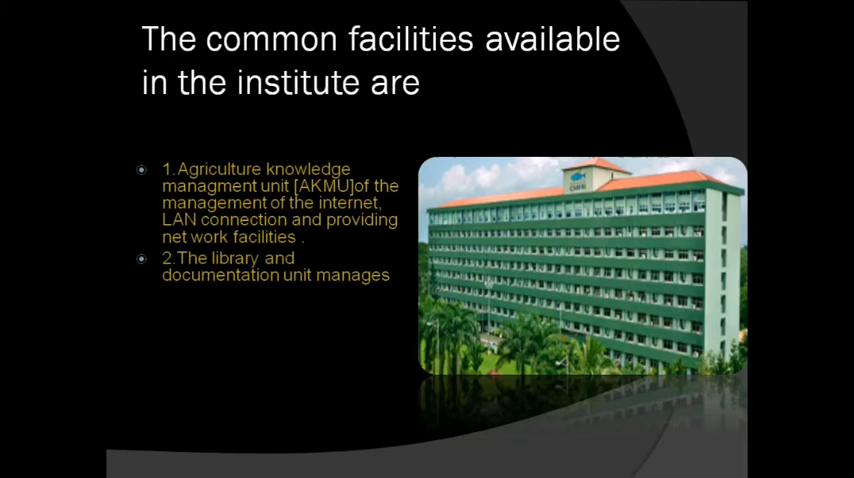 The common facilities available
in the institute are
1.Agriculture knowledge
managment unit [AKMU]of the
management of the internet,
LAN connection and providing
net work facilities .
2.The library and
documentation unit manages
CMFRI